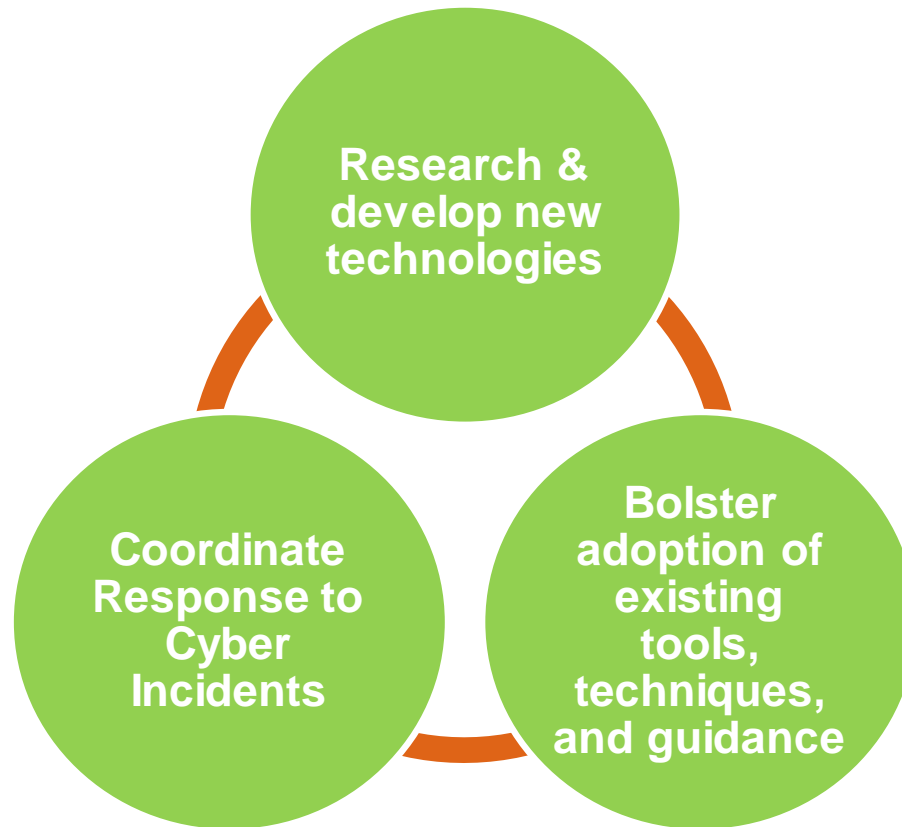 Research &
develop new
technologies
Coordinate
Response to
Cyber
Incidents
Bolster
adoption of
existing
tools,
techniques,
and guidance